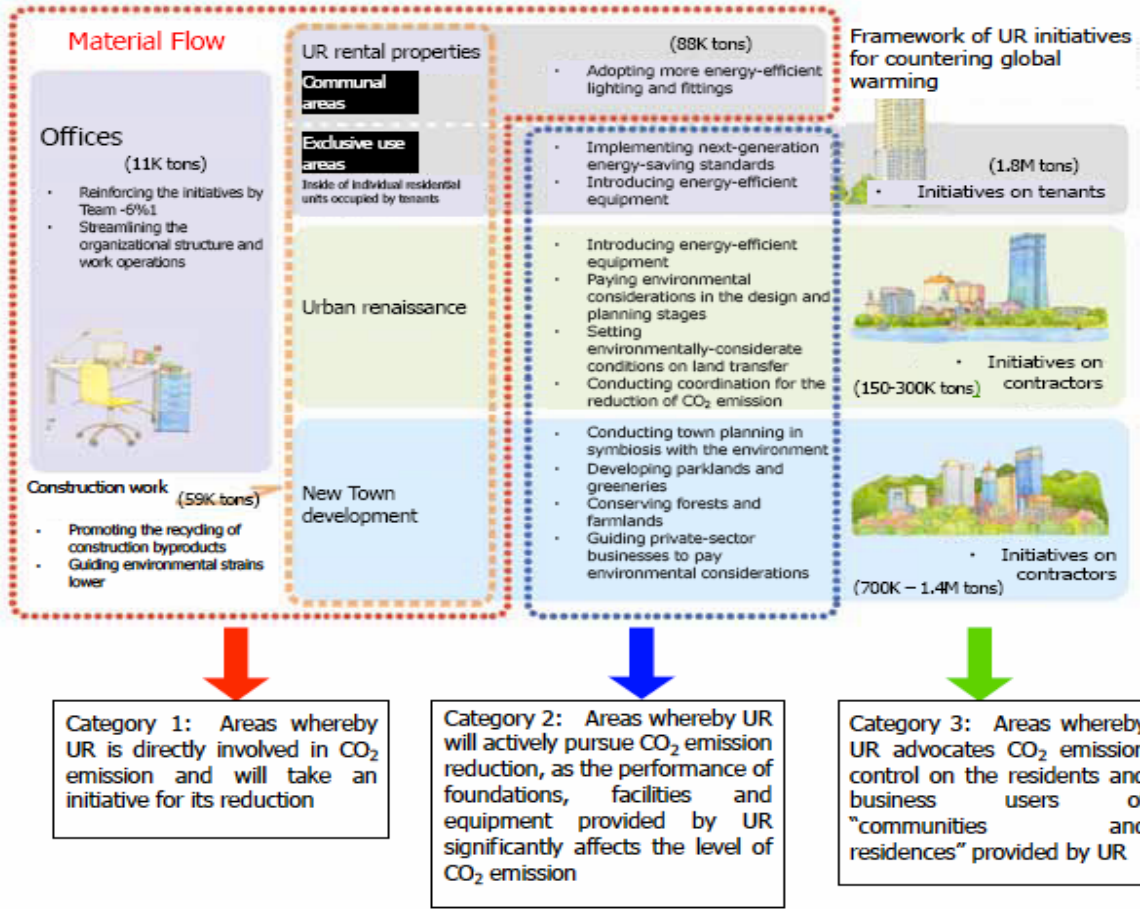 Material Flow
Offices
(11K tons)
· Reinforcing the initiatives by
Team -6%1
· Streamlining the
organizational structure and
work operations
Construction work
(59K tons)
· Promoting the recycling of
construction byproducts
· Guiding environmental strains
lower
UR rental properties
Communal
areas
Exclusive use
areas
Inside of individual residential
units occupied by tenants
Urban renaissance
New Town
development
(88K tons)
· Adopting more energy-efficient
lighting and fittings
· Implementing next-generation
energy-saving standards
· Introducing energy-efficient
equipment
· Introducing energy-efficient
equipment
· Paying environmental
considerations in the design and
planning stages
· Setting
environmentally-considerate
conditions on land transfer
· Conducting coordination for the
reduction of CO₂ emission
· Conducting town planning in
symbiosis with the environment
· Developing parklands and
greeneries
· Conserving forests and
farmlands
· Guiding private-sector
businesses to pay
environmental considerations
Framework of UR initiatives
for countering global
warming
(1.8M tons)
· Initiatives on tenants
· Initiatives on
contractors
(150-300K tons)
· Initiatives on
contractors
(700K – 1.4M tons)
Category 1: Areas whereby
UR is directly involved in CO₂
emission and will take an
initiative for its reduction
Category 2: Areas whereby UR
will actively pursue CO₂ emission
reduction, as the performance of
foundations, facilities and
equipment provided by UR
significantly affects the level of
CO₂ emission
Category 3: Areas whereby
UR advocates CO₂ emission
control on the residents and
business users o
"communities and
residences" provided by UR